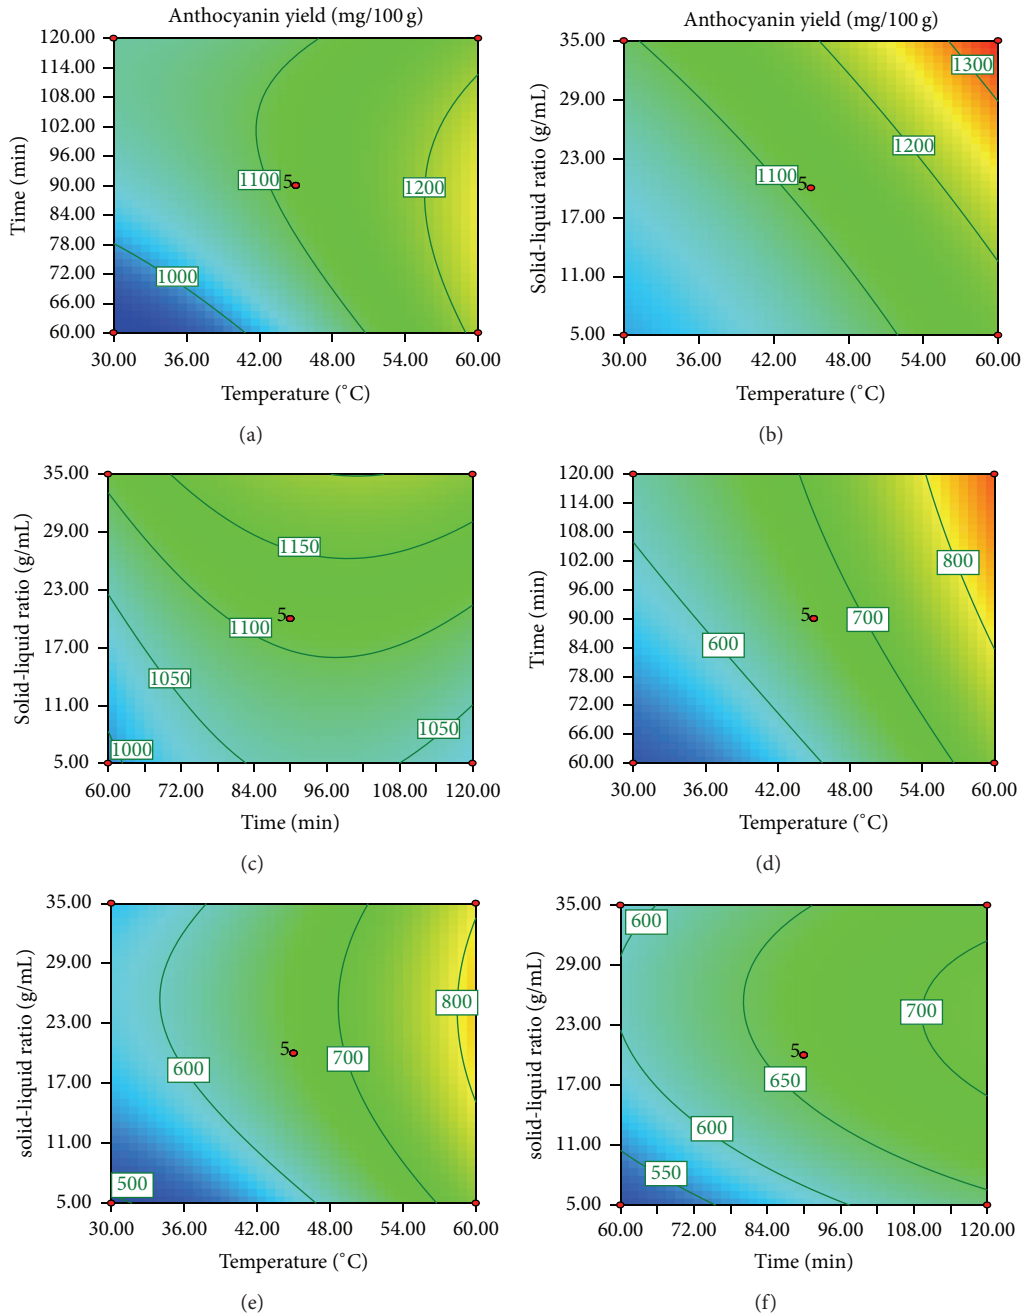 Anthocyanin yield (mg/100 g)
120.00
114.00
108.00
102.00
96.00
90.00
84.00
78.00
72.00
66.00
60.00
Time (min)
1100
5
1200
1000
30.00 36.00 42.00 48.00 54.00 60.00
Temperature (˚C)
(a)
Anthocyanin yield (mg/100 g)
35.00
29.00
23.00
17.00
11.00
5.00
Solid-liquid ratio (g/mL)
1300
1200
1100
5
30.00 36.00 42.00 48.00 54.00 60.00
Temperature (˚C)
(b)
35.00
29.00
23.00
17.00
11.00
5.00
Solid-liquid ratio (g/mL)
1150
5
1100
1050
1050
1000
60.00 72.00 84.00 96.00 108.00 120.00
Time (min)
(c)
120.00
114.00
108.00
102.00
96.00
90.00
84.00
78.00
72.00
66.00
60.00
Time (min)
800
5
700
600
30.00 36.00 42.00 48.00 54.00 60.00
Temperature (˚C)
(d)
35.00
29.00
23.00
17.00
11.00
5.00
solid-liquid ratio (g/mL)
800
5
700
600
500
30.00 36.00 42.00 48.00 54.00 60.00
Temperature (˚C)
(e)
35.00
29.00
23.00
17.00
11.00
5.00
solid-liquid ratio (g/mL)
600
700
5
650
600
550
60.00 72.00 84.00 96.00 108.00 120.00
Time (min)
(f)